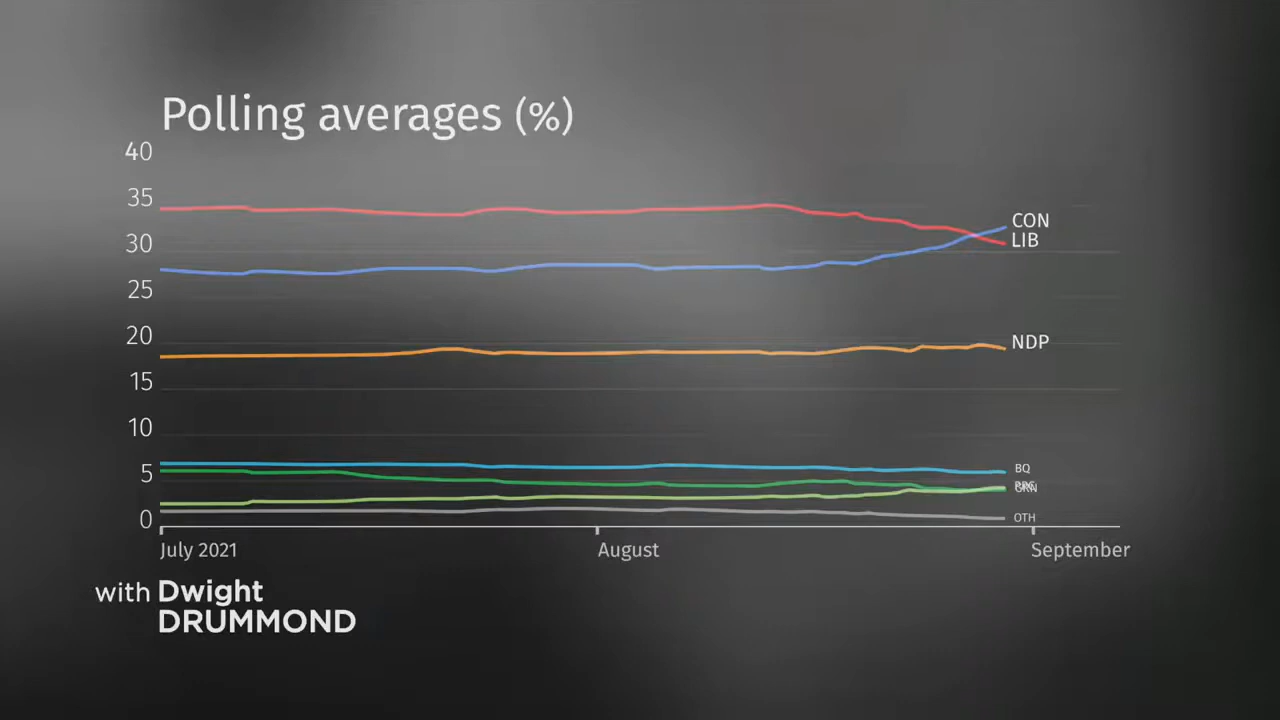 Polling averages (%)
40
35
CON
LIB
30
25
20
NDP
15
10
5
BQ
GRN
0
OTH
July 2021 August September
with Dwight
DRUMMOND